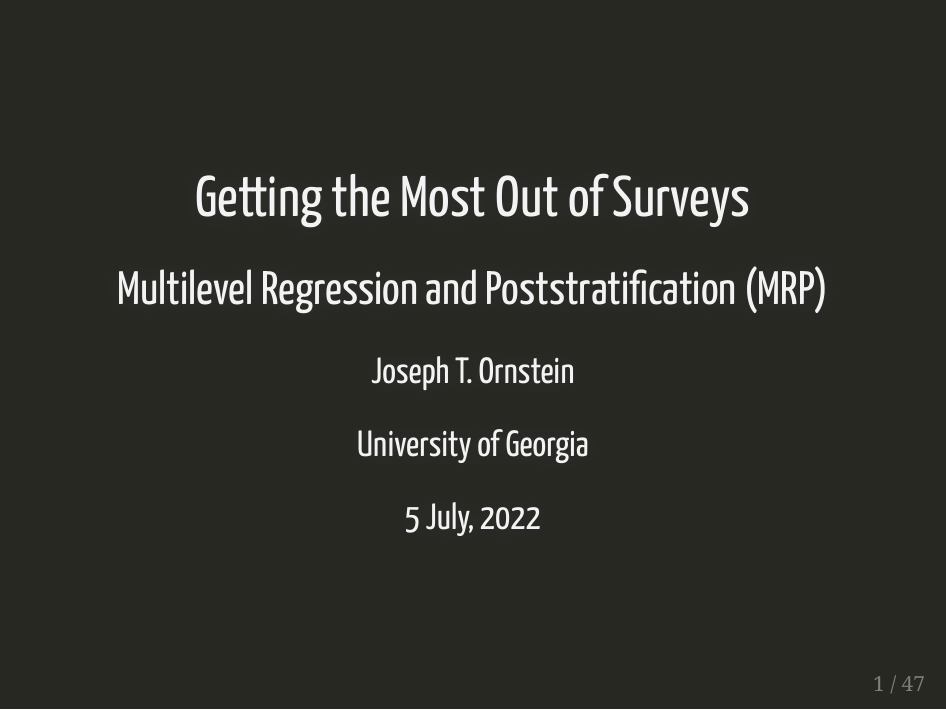 Getting the Most Out of Surveys
Multilevel Regression and Poststratification (MRP)
Joseph T. Ornstein
University of Georgia
5 July, 2022
1 / 47